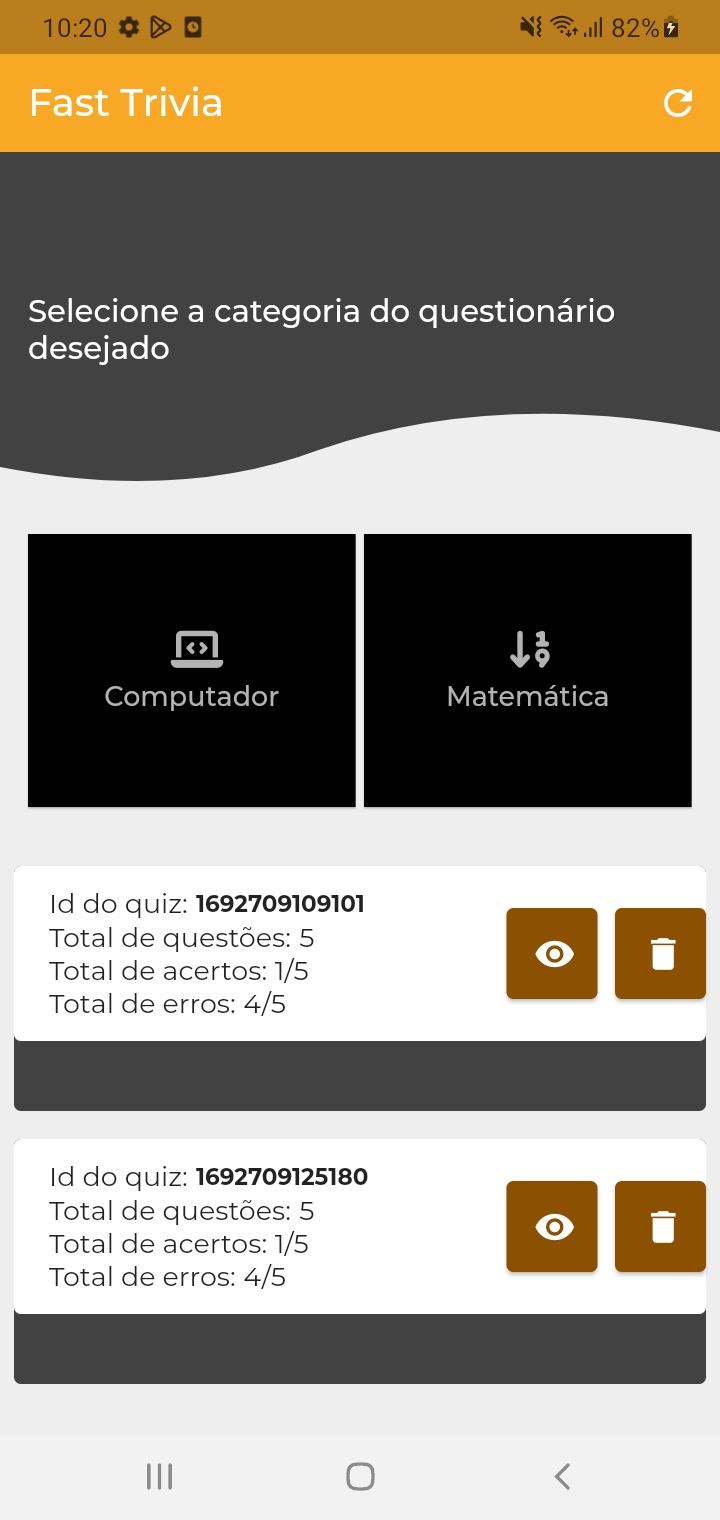 10:20
82%
Fast Trivia
Selecione a categoria do questionário
desejado
Computador
Matemática
Id do quiz: 1692709109101
Total de questões: 5
Total de acertos: 1/5
Total de erros: 4/5
Id do quiz: 1692709125180
Total de questões: 5
Total de acertos: 1/5
Total de erros: 4/5